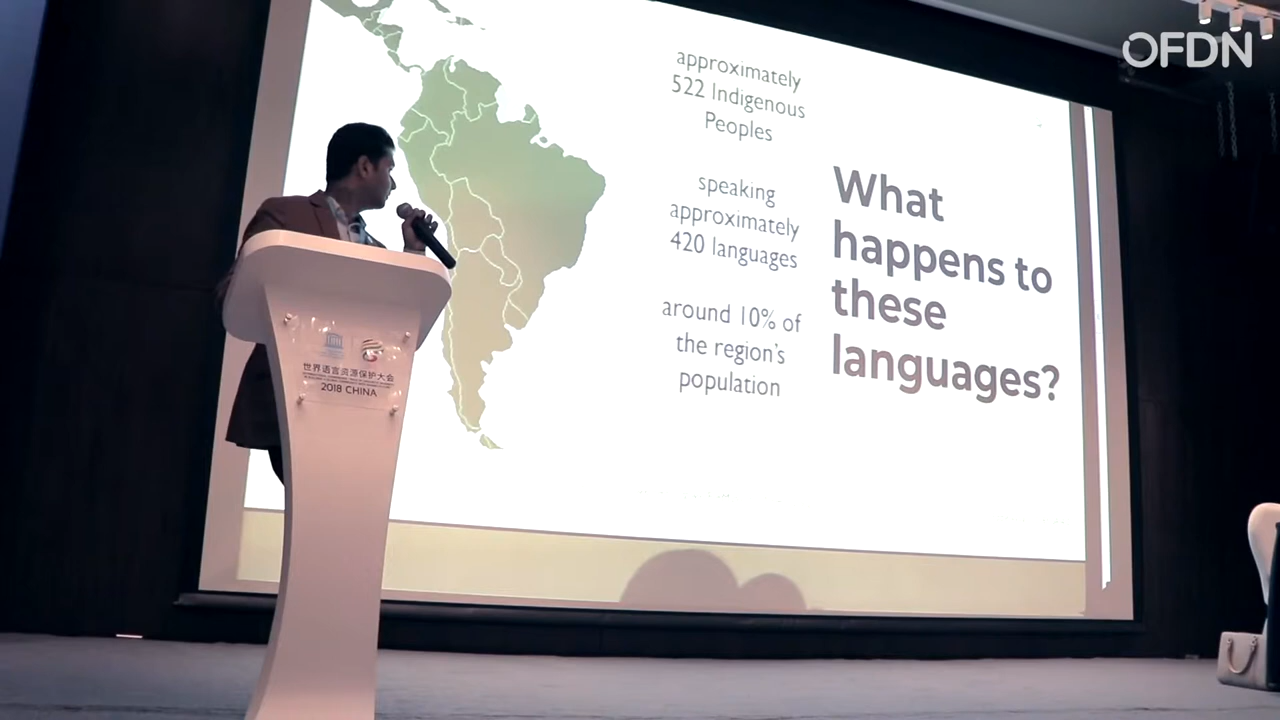 OFDN
approximately
522 Indigenous
Peoples
speaking
approximately
420 languages
around 10% of
the region's
population
What
happens to
these
languages?
世界语言资源保护大会
2018 CHINA